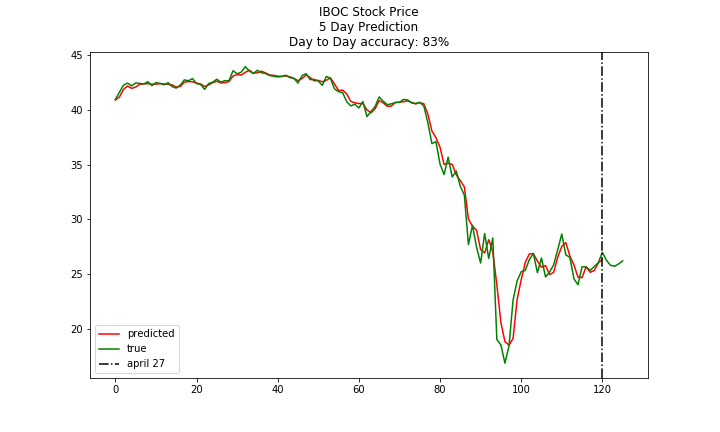 IBOC Stock Price
5 Day Prediction
Day to Day accuracy: 83%
45
40
35
30
25
20
predicted
true
april 27
0 20 40 60 80 100 120